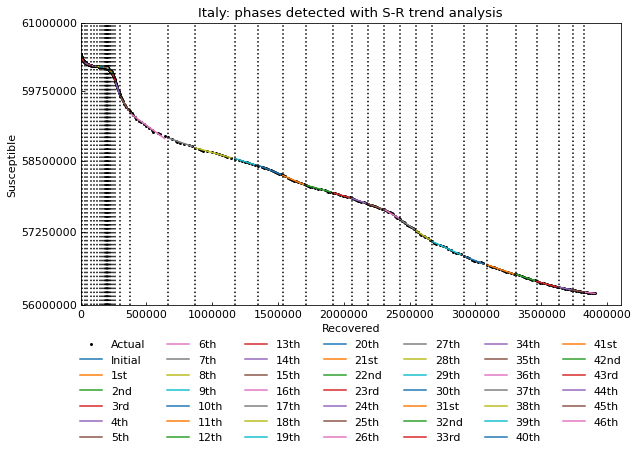 Italy: phases detected with S-R trend analysis
61000000
59750000
58500000
57250000
56000000
Susceptible
0 500000 1000000 1500000 2000000 2500000 3000000 3500000 4000000
Recovered
Actual 6th 13th 20th 27th 34th 41st
Initial 7th 14th 21st 28th 35th 42nd
1st 8th 15th 22nd 29th 36th 43rd
2nd 9th 16th 23rd 30th 37th 44th
3rd 10th 17th 24th 31st 38th 45th
4th 11th 18th 25th 32nd 39th 46th
5th 12th 19th 26th 33rd 40th